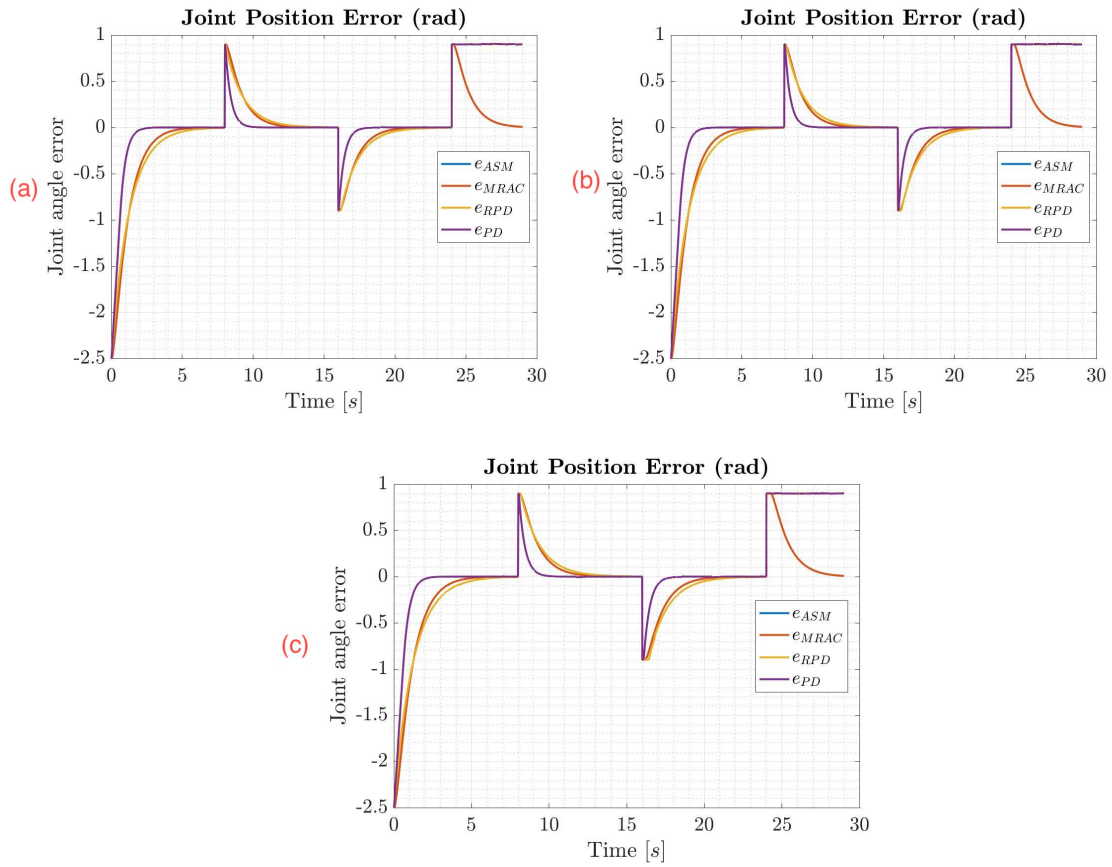 Joint Position Error (rad)
Joint angle error
1
0.5
0
-0.5
-1
-1.5
-2
-2.5
0
5
10
15
20
25
30
Time [s]
e_ASM
e_MRAC
e_RPD
e_PD
(a)
Joint Position Error (rad)
Joint angle error
1
0.5
0
-0.5
-1
-1.5
-2
-2.5
0
5
10
15
20
25
30
Time [s]
e_ASM
e_MRAC
e_RPD
e_PD
(b)
Joint Position Error (rad)
Joint angle error
1
0.5
0
-0.5
-1
-1.5
-2
-2.5
0
5
10
15
20
25
30
Time [s]
e_ASM
e_MRAC
e_RPD
e_PD
(c)